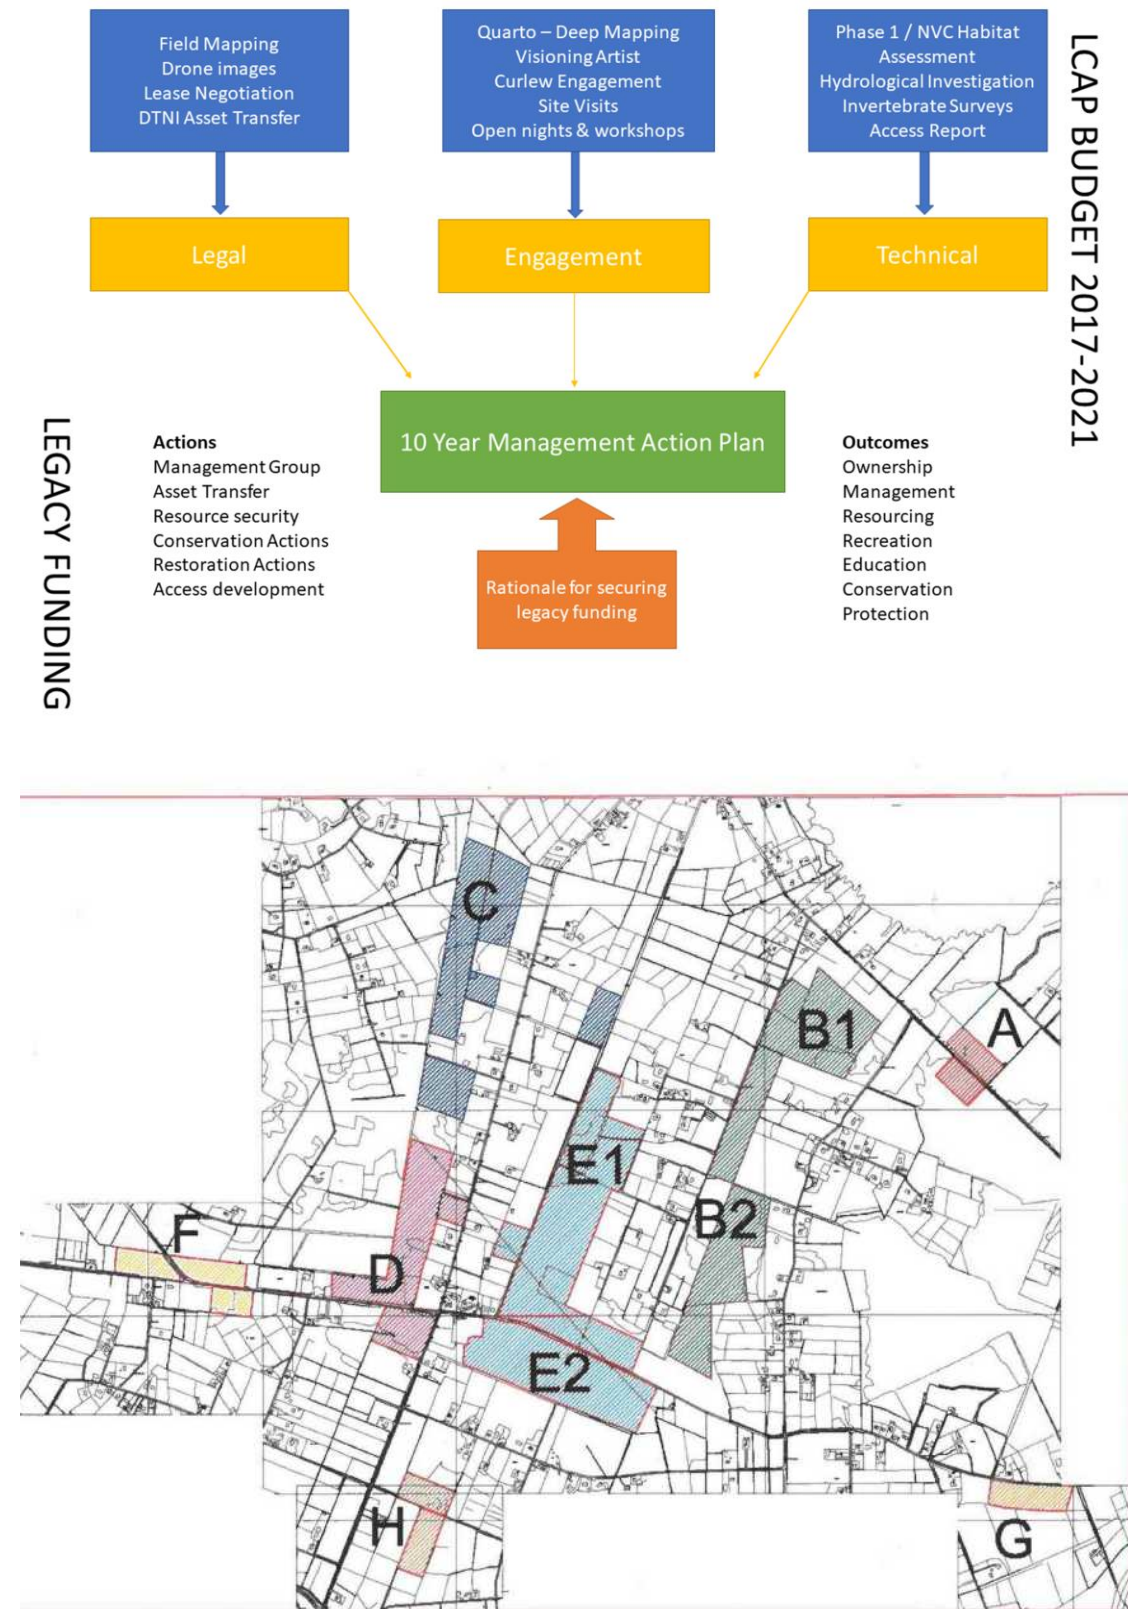 Field Mapping
Drone images
Lease Negotiation
DTNI Asset Transfer
Quarto – Deep Mapping
Visioning Artist
Curlew Engagement
Site Visits
Open nights & workshops
Phase 1 / NVC Habitat
Assessment
Hydrological Investigation
Invertebrate Surveys
Access Report
LCAP BUDGET 2017-2021
Legal
Engagement
Technical
10 Year Management Action Plan
LEGACY FUNDING
Actions
Management Group
Asset Transfer
Resource security
Conservation Actions
Restoration Actions
Access development
Outcomes
Ownership
Management
Resourcing
Recreation
Education
Conservation
Protection
Rationale for securing
legacy funding
C
B1
A
E1
B2
F
D
E2
H
G